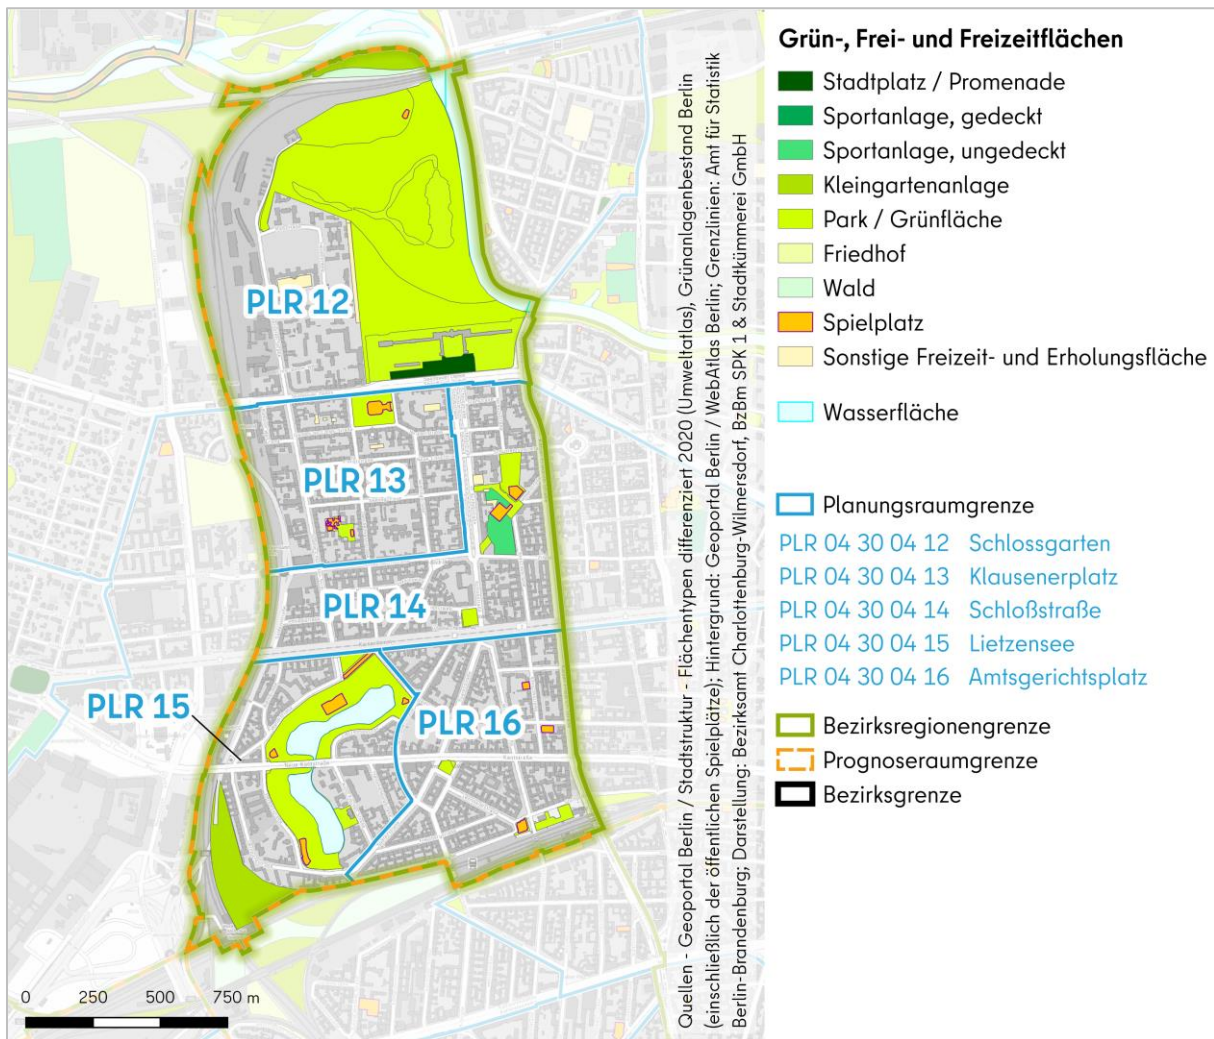 Grün-, Frei- und Freizeitflächen
Stadtplatz / Promenade
Sportanlage, gedeckt
Sportanlage, ungedeckt
Kleingartenanlage
Park / Grünfläche
Friedhof
Wald
Spielplatz
Sonstige Freizeit- und Erholungsfläche
Wasserfläche
Planungsraumgrenze
PLR 04 30 04 12 Schlossgarten
PLR 04 30 04 13 Klausenerplatz
PLR 04 30 04 14 Schloßstraße
PLR 04 30 04 15 Lietzensee
PLR 04 30 04 16 Amtsgerichtsplatz
Bezirksregionengrenze
Prognoseraumgrenze
Bezirksgrenze
PLR 12
PLR 13
PLR 14
PLR 15
PLR 16
0 250 500 750 m
Quellen - Geoportal Berlin / Stadtstruktur - Flächentypen differenziert 2020 (Umweltatlas), Grünanlagenbestand Berlin
(einschließlich der öffentlichen Spielplätze); Hintergrund: Geoportal Berlin / WebAtlas Berlin; Grenzlinien: Amt für Statistik
Berlin-Brandenburg; Darstellung: Bezirksamt Charlottenburg-Wilmersdorf, BzBm SPK 1 & Stadtkümmerei GmbH